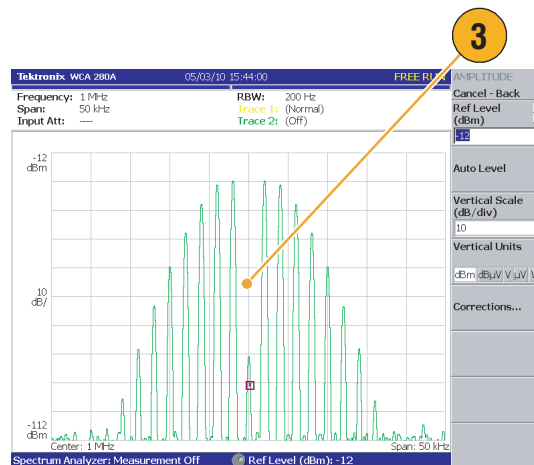 3
Tektronix WCA 280A 05/03/10 15:44:00 FREE RUN
Frequency: 1 MHz RBW: 200 Hz
Span: 50 kHz Trace 1: (Normal)
Input Att: ---- Trace 2: (Off)
-12
dBm
10
dB/
-112
dBm
Center: 1 MHz Span: 50 kHz
Spectrum Analyzer: Measurement Off Ref Level (dBm): -12
AMPLITUDE
Cancel - Back
Ref Level
(dBm)
-12
Auto Level
Vertical Scale
(dB/div)
10
Vertical Units
dBm dBµV V µV
Corrections...